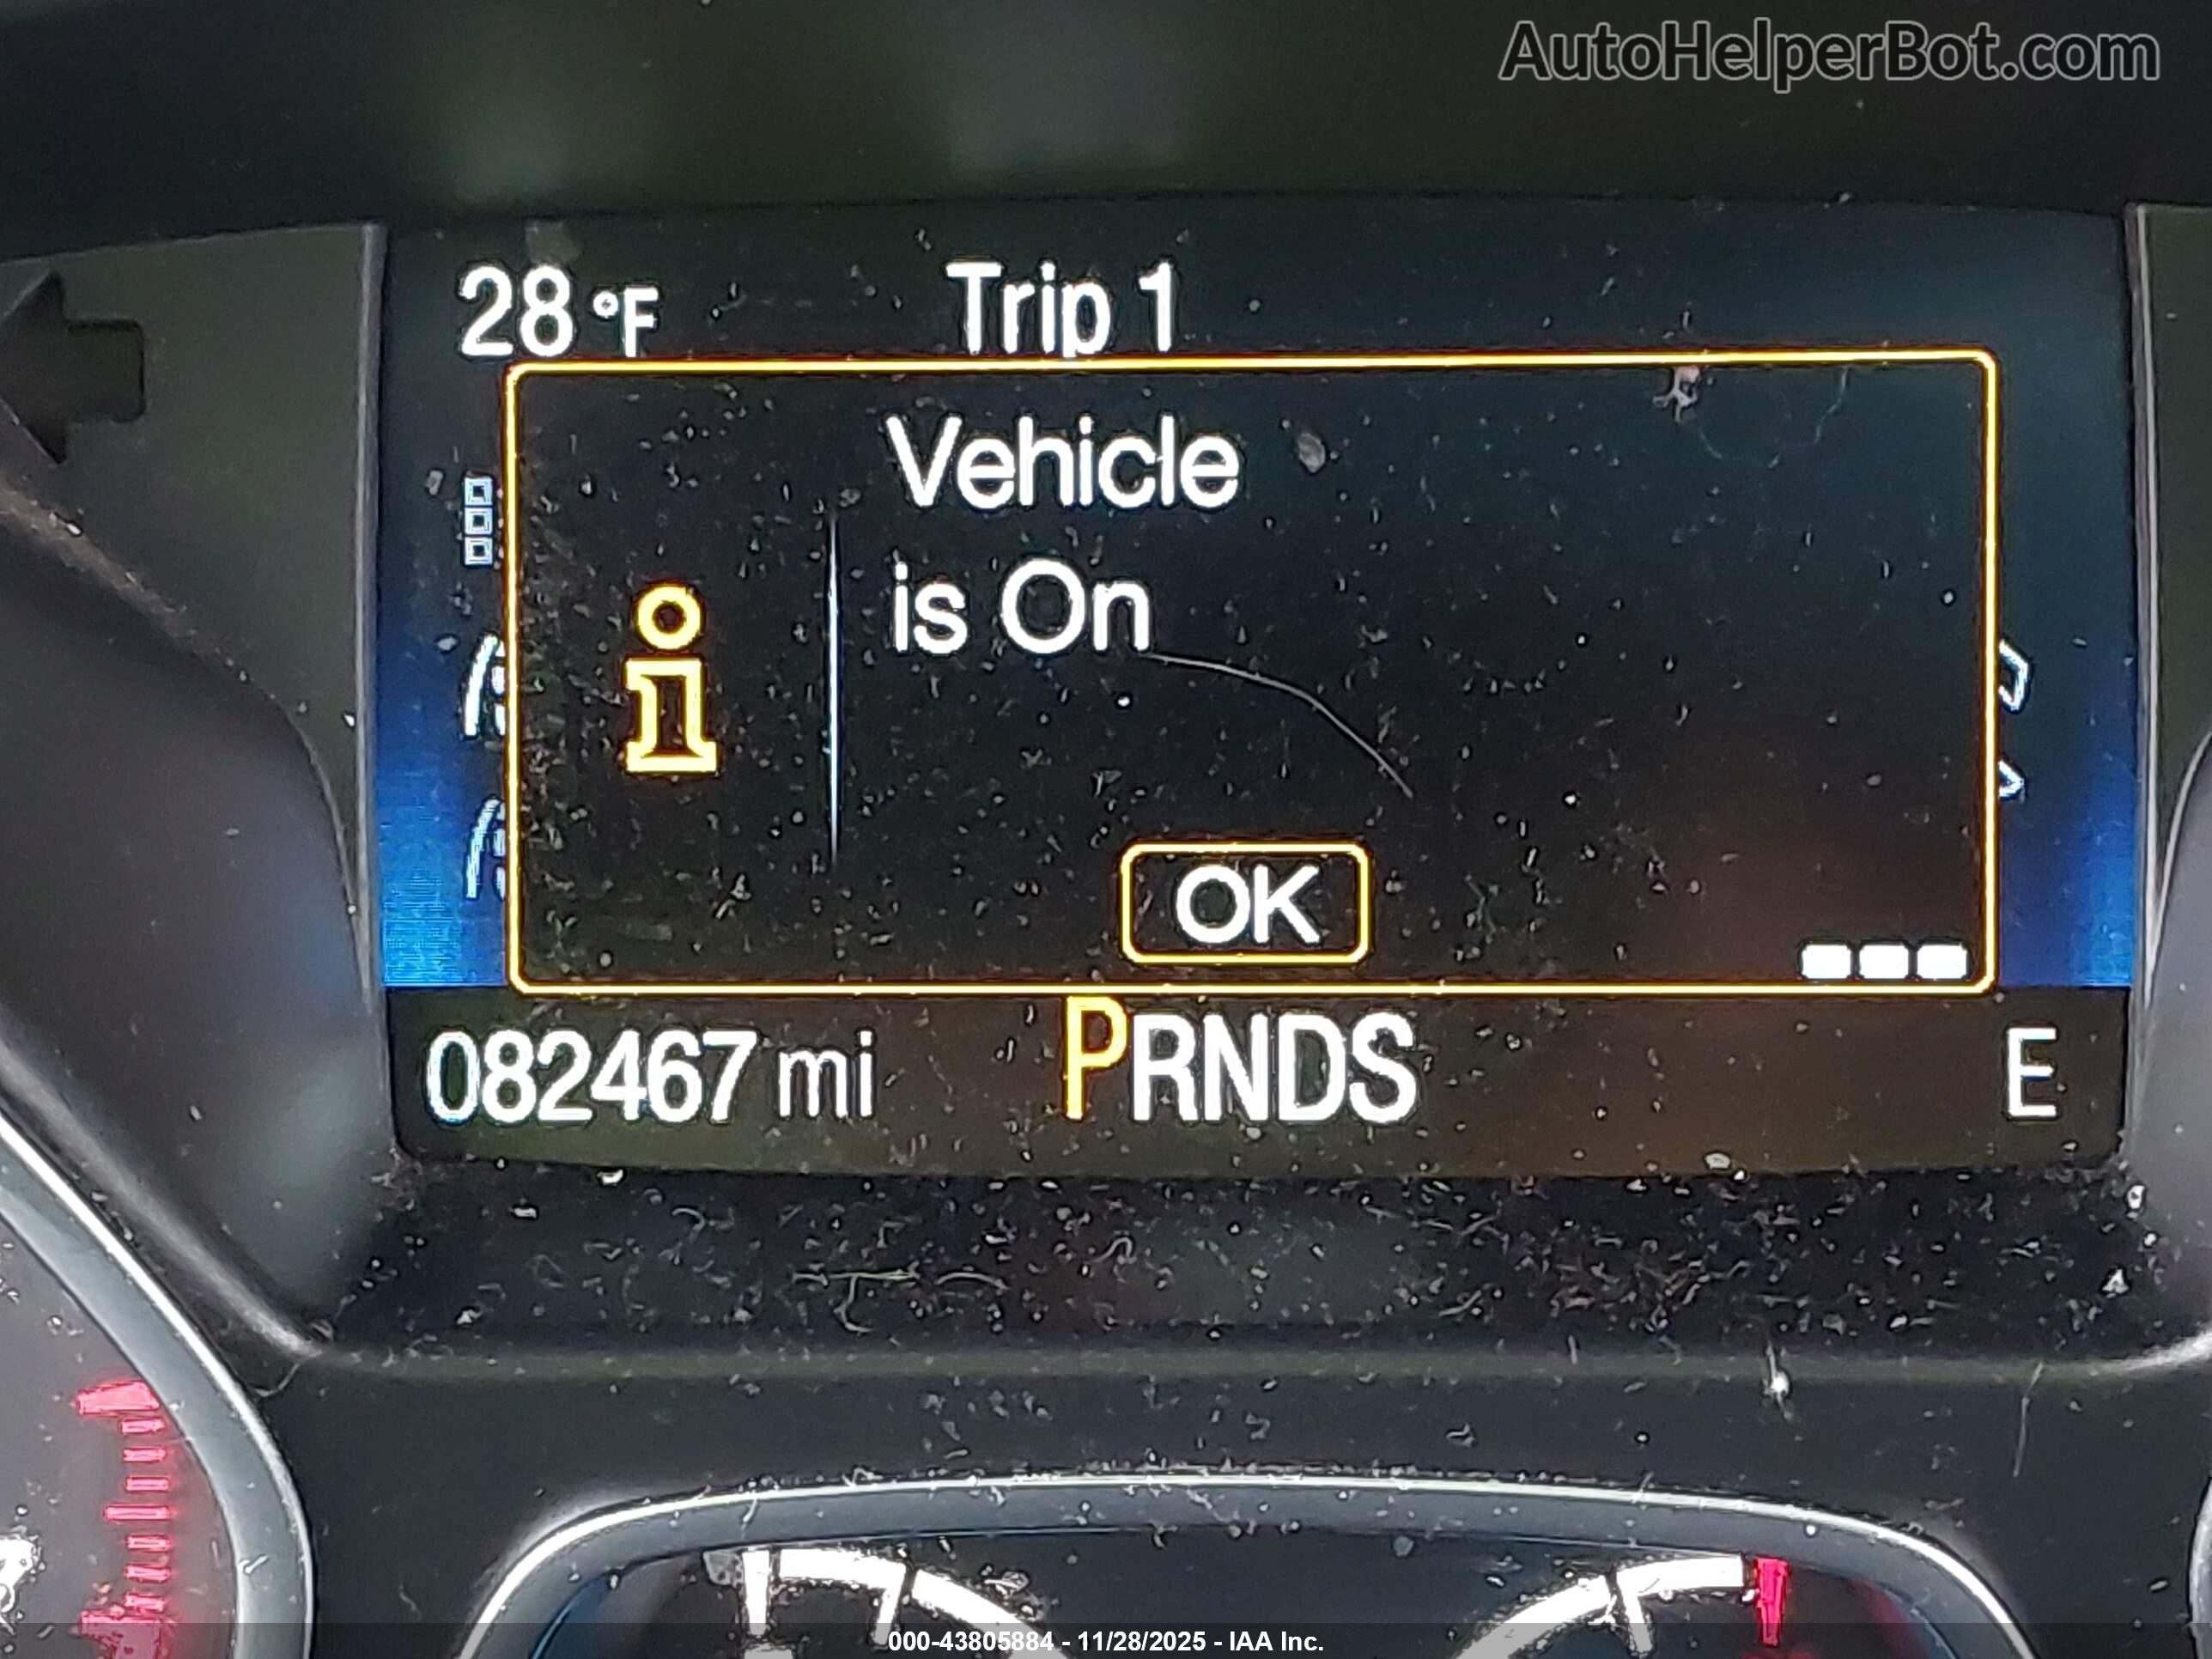 AutoHelperBot.com
28 °F Trip 1
Vehicle
is On
i
OK
082467 mi PRNDS E
000-43805884 - 11/28/2025 - IAA Inc.